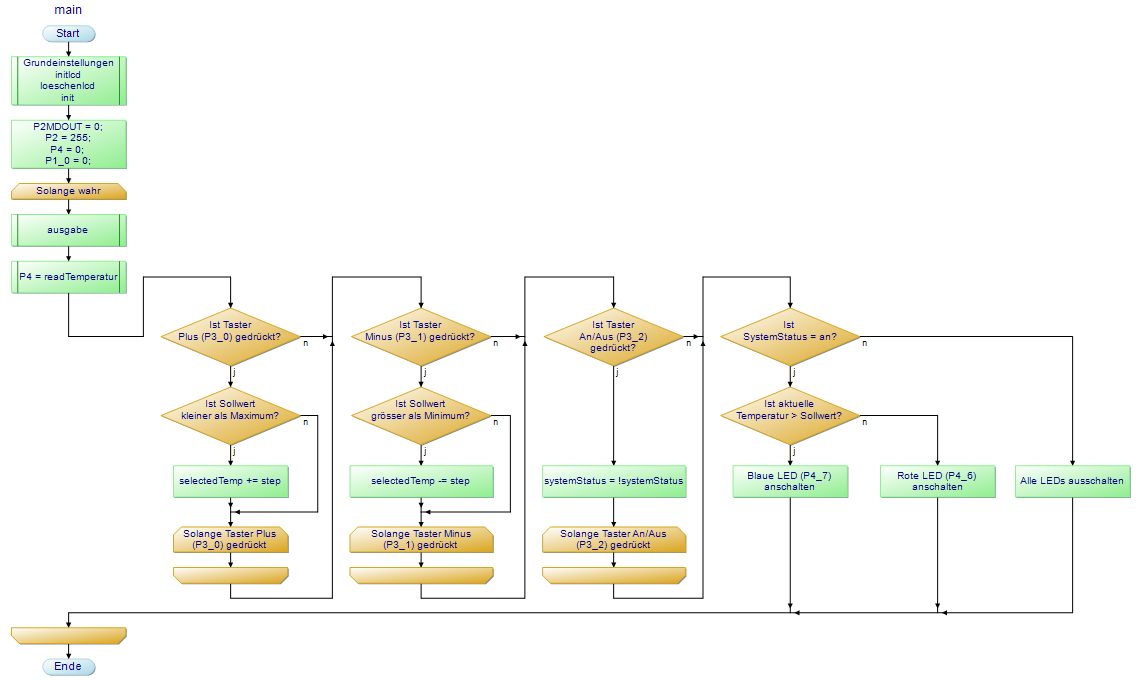 main
Start
Grundeinstellungen
initlcd
loeschenlcd
init
P2MDOUT = 0;
P2 = 255;
P4 = 0;
P1_0 = 0;
Solange wahr
ausgabe
P4 = readTemperatur
Ist Taster
Plus (P3_0) gedrückt?
n
j
Ist Sollwert
kleiner als Maximum?
n
j
selectedTemp += step
Solange Taster Plus
(P3_0) gedrückt
Ist Taster
Minus (P3_1) gedrückt?
n
j
Ist Sollwert
grösser als Minimum?
n
j
selectedTemp -= step
Solange Taster Minus
(P3_1) gedrückt
Ist Taster
An/Aus (P3_2)
gedrückt?
n
j
systemStatus = !systemStatus
Solange Taster An/Aus
(P3_2) gedrückt
Ist
SystemStatus = an?
n
j
Ist aktuelle
Temperatur > Sollwert?
n
j
Blaue LED (P4_7)
anschalten
Rote LED (P4_6)
anschalten
Alle LEDs ausschalten
Ende